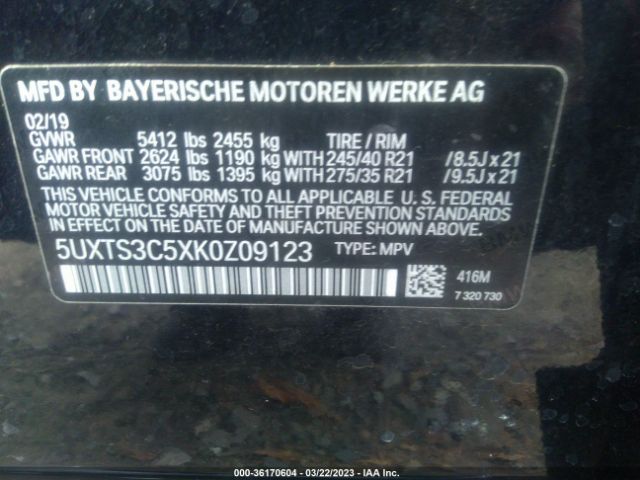 MFD BY BAYERISCHE MOTOREN WERKE AG
02/19
GVWR 5412 lbs 2455 kg TIRE / RIM
GAWR FRONT 2624 lbs 1190 kg WITH 245/40 R21 /8.5J x 21
GAWR REAR 3075 lbs 1395 kg WITH 275/35 R21 /9.5J x 21
THIS VEHICLE CONFORMS TO ALL APPLICABLE U. S. FEDERAL
MOTOR VEHICLE SAFETY AND THEFT PREVENTION STANDARDS
IN EFFECT ON THE DATE OF MANUFACTURE SHOWN ABOVE.
5UXTS3C5XK0Z09123 TYPE: MPV
416M
7 320 730
000-36170604 - 03/22/2023 - IAA Inc.